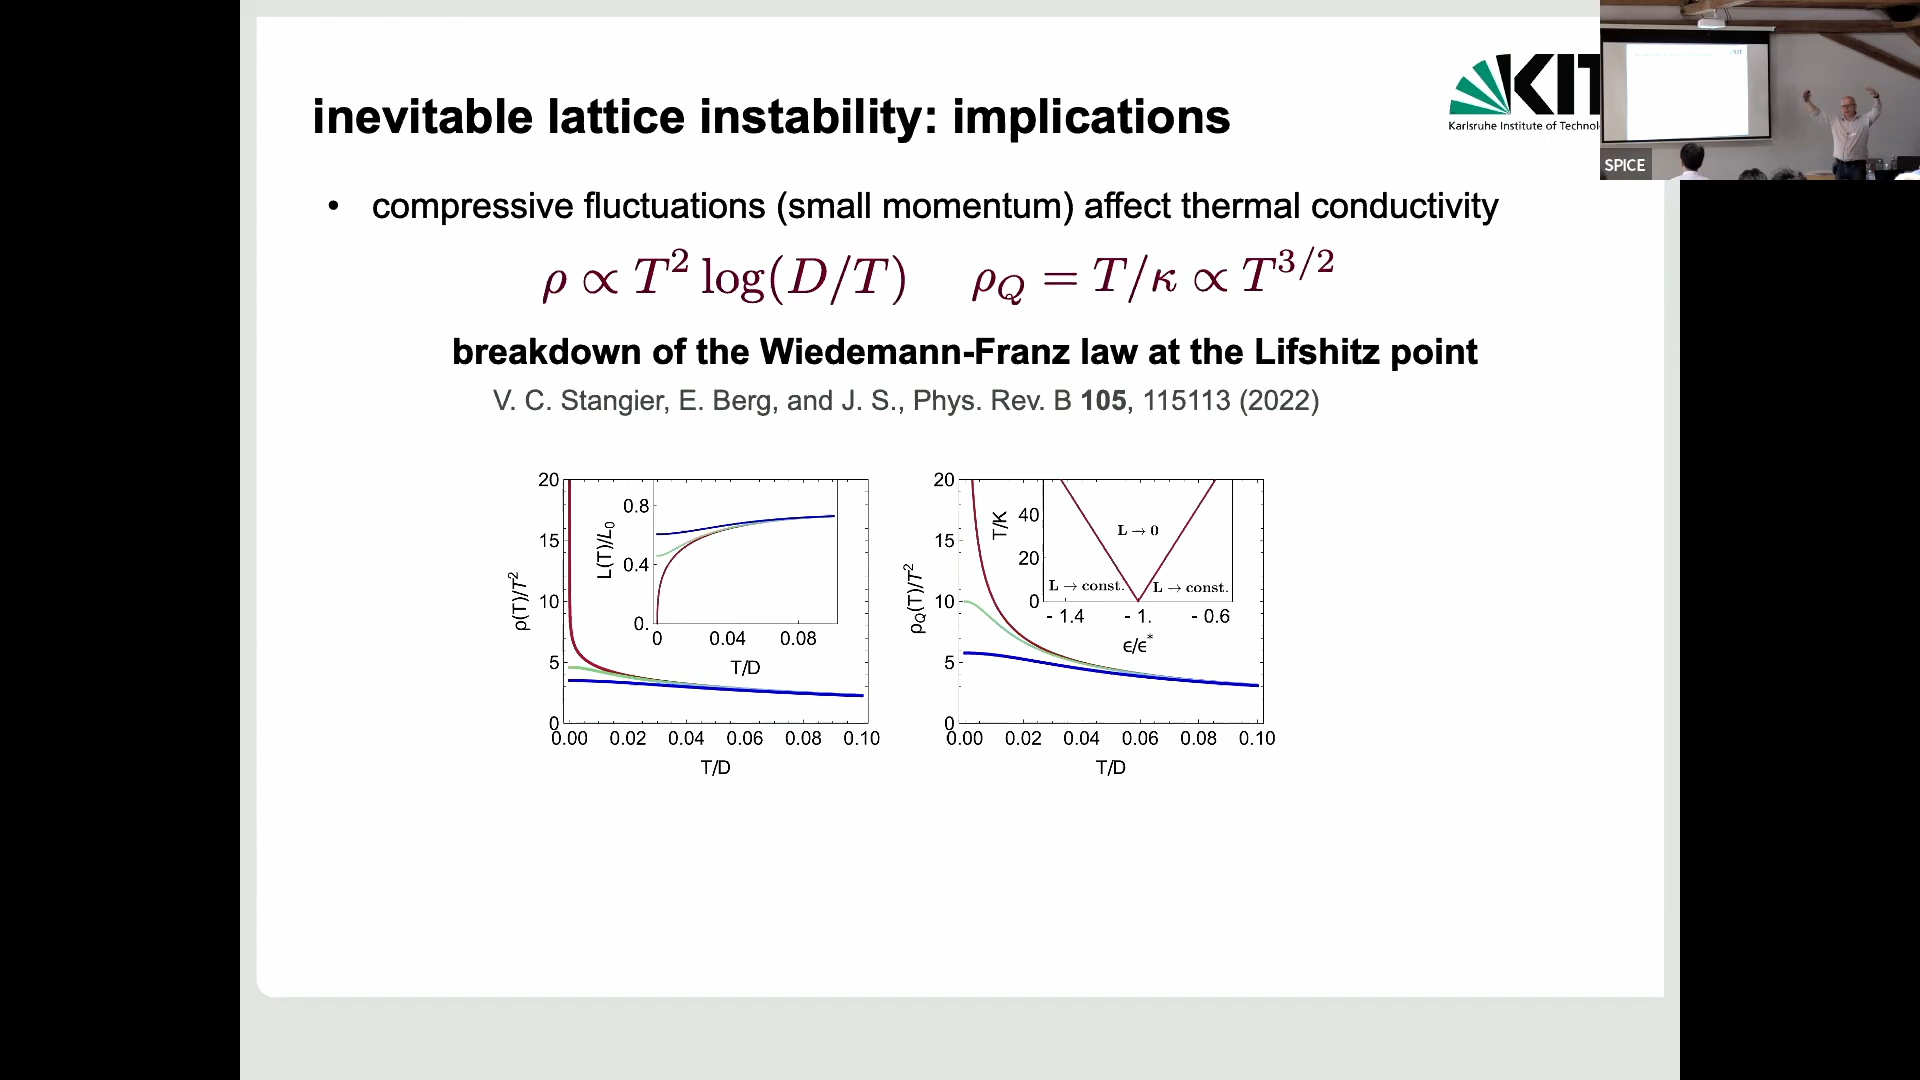 inevitable lattice instability: implications
KIT
Karlsruhe Institute of Technol
SPICE
• compressive fluctuations (small momentum) affect thermal conductivity
ρ ∝ T² log(D/T) ρ_Q = T/κ ∝ T^{3/2}
breakdown of the Wiedemann-Franz law at the Lifshitz point
V. C. Stangier, E. Berg, and J. S., Phys. Rev. B 105, 115113 (2022)
ρ(T)/T²
20
15
10
5
0
0.00 0.02 0.04 0.06 0.08 0.10
T/D
L(T)/L₀
0.8
0.4
0.
0 0.04 0.08
T/D
ρ_Q(T)/T²
20
15
10
5
0
0.00 0.02 0.04 0.06 0.08 0.10
T/D
T/K
40
20
0
L → 0
L → const. L → const.
- 1.4 - 1. - 0.6
ϵ/ϵ*